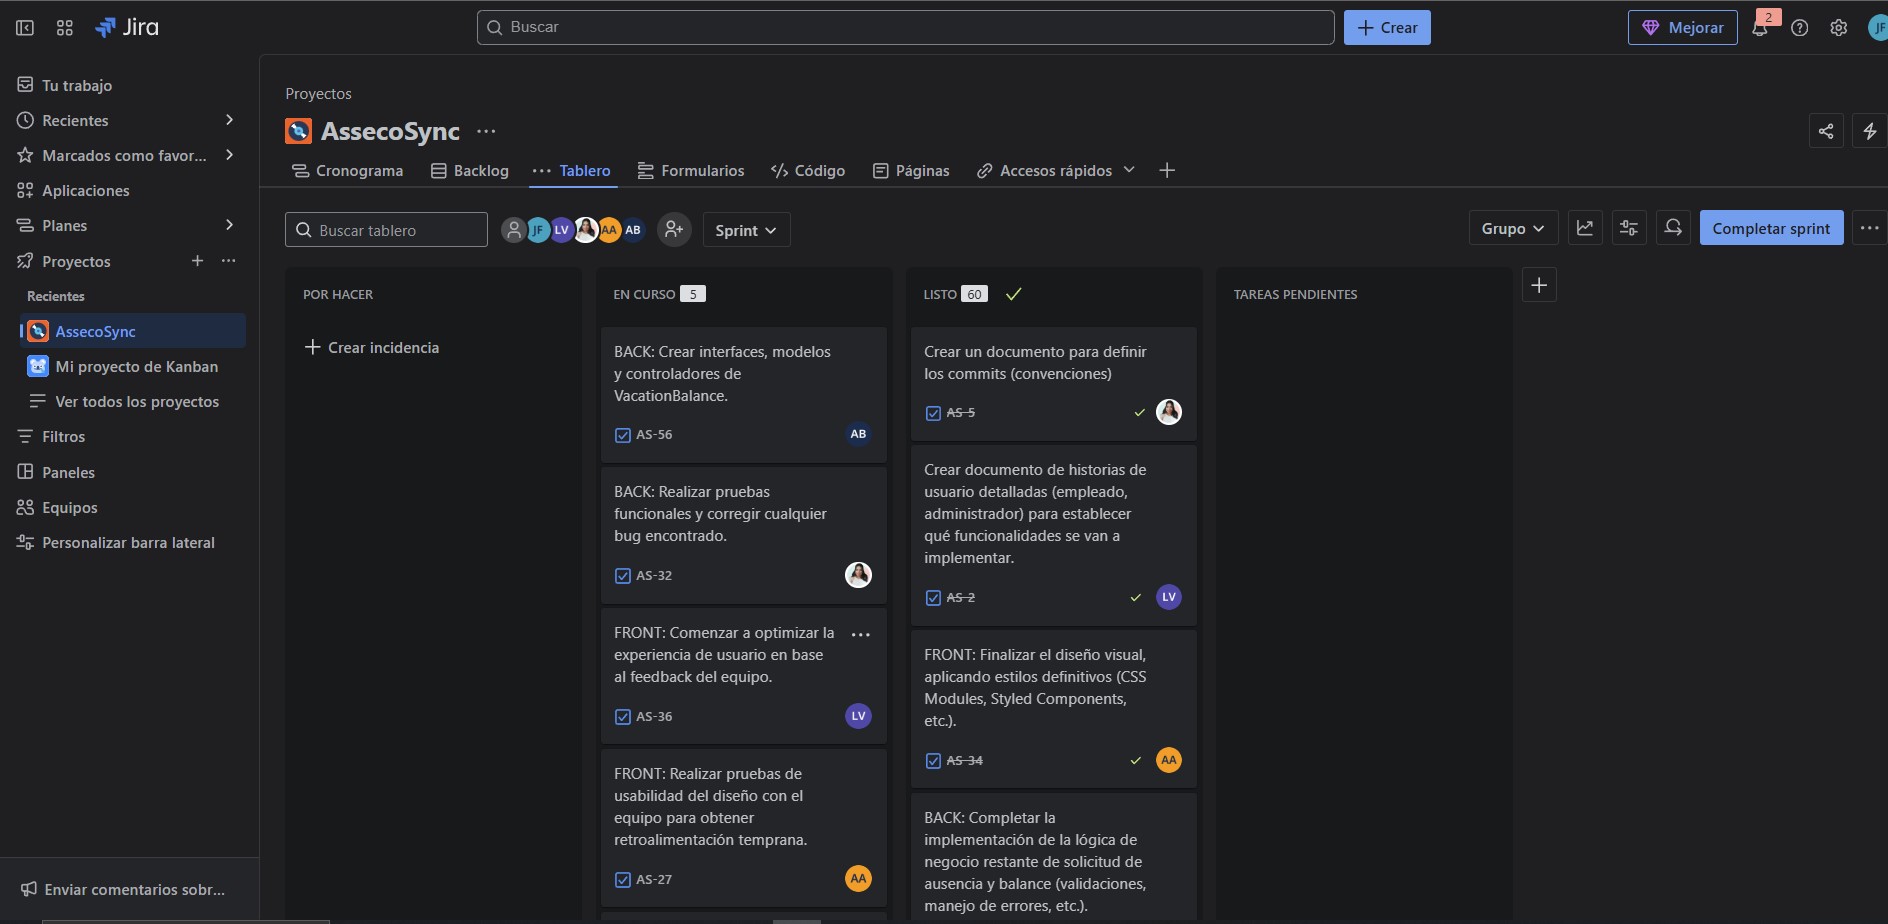 Jira
Buscar
Crear
Mejorar
2
JF
Tu trabajo
Recientes
Marcados como favor...
Aplicaciones
Planes
Proyectos
Recientes
AssecoSync
Mi proyecto de Kanban
Ver todos los proyectos
Filtros
Paneles
Equipos
Personalizar barra lateral
Enviar comentarios sobr...
Proyectos
AssecoSync
Cronograma
Backlog
Tablero
Formularios
Código
Páginas
Accesos rápidos
Buscar tablero
JF
LV
AA
AB
Sprint
Grupo
Completar sprint
POR HACER
Crear incidencia
EN CURSO 5
BACK: Crear interfaces, modelos
y controladores de
VacationBalance.
AS-56
AB
BACK: Realizar pruebas
funcionales y corregir cualquier
bug encontrado.
AS-32
FRONT: Comenzar a optimizar la
experiencia de usuario en base
al feedback del equipo.
AS-36
LV
FRONT: Realizar pruebas de
usabilidad del diseño con el
equipo para obtener
retroalimentación temprana.
AS-27
AA
LISTO 60
Crear un documento para definir
los commits (convenciones)
AS-5
Crear documento de historias de
usuario detalladas (empleado,
administrador) para establecer
qué funcionalidades se van a
implementar.
AS-2
LV
FRONT: Finalizar el diseño visual,
aplicando estilos definitivos (CSS
Modules, Styled Components,
etc.).
AS-34
AA
BACK: Completar la
implementación de la lógica de
negocio restante de solicitud de
ausencia y balance (validaciones,
manejo de errores, etc.).
TAREAS PENDIENTES